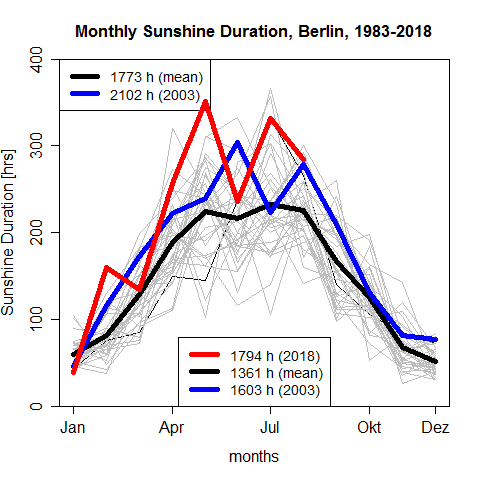 Monthly Sunshine Duration, Berlin, 1983-2018
Sunshine Duration [hrs]
400
300
200
100
0
1773 h (mean)
2102 h (2003)
1794 h (2018)
1361 h (mean)
1603 h (2003)
Jan
Apr
Jul
Okt
Dez
months